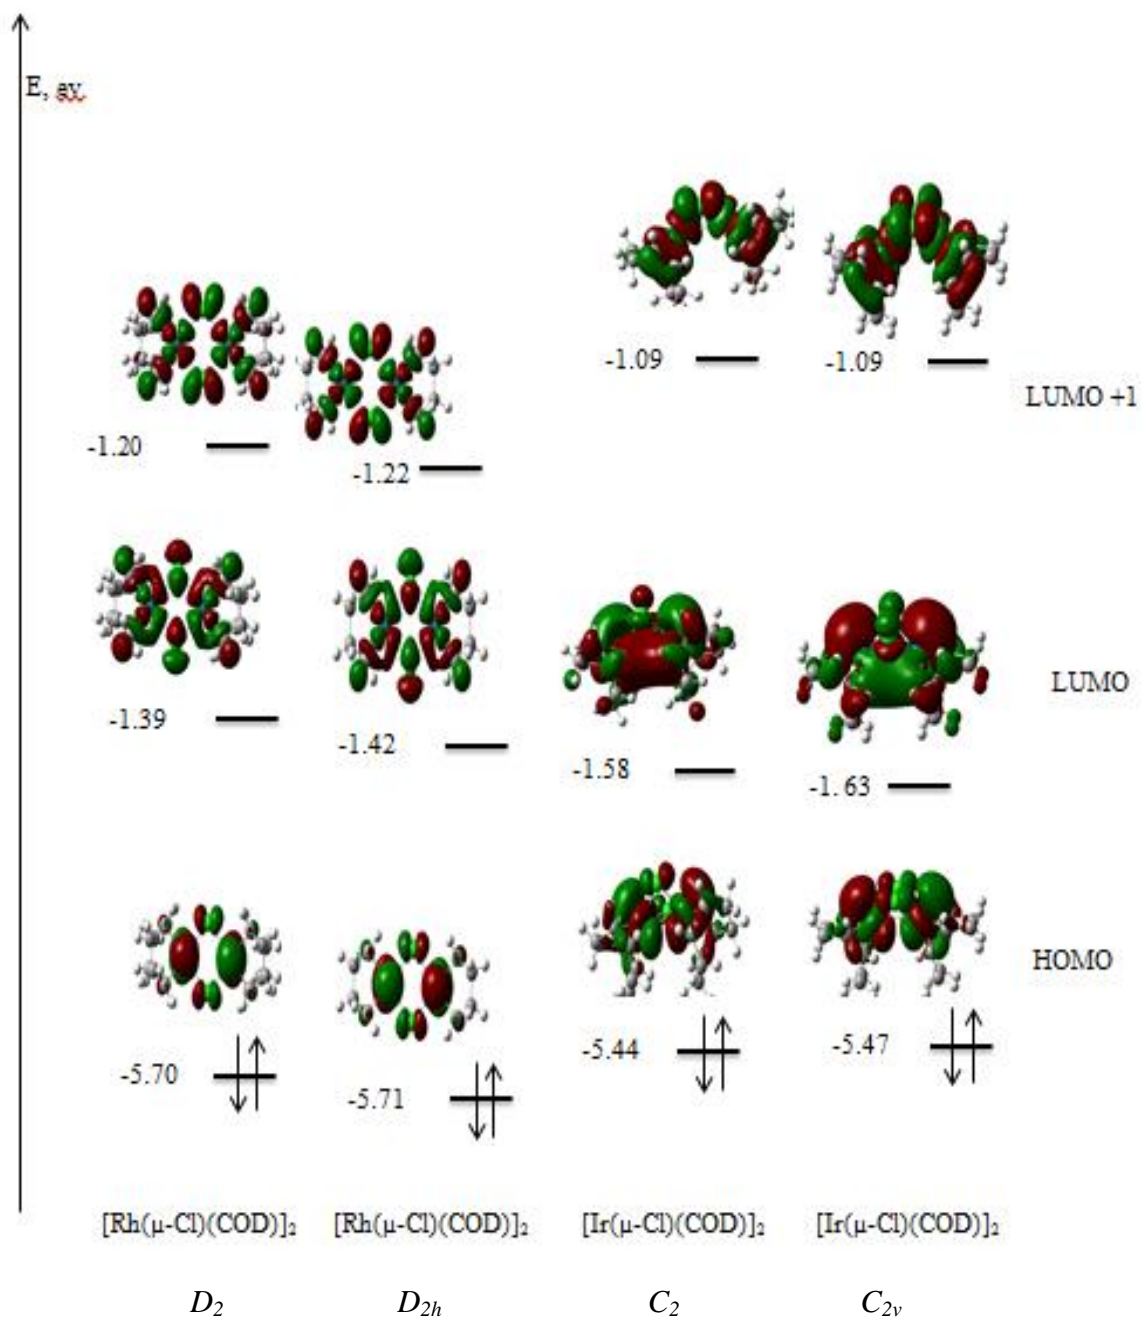 E, ev
-1.09
-1.09
LUMO +1
-1.20
-1.22
-1.39
-1.42
-1.58
-1.63
LUMO
-5.70
-5.71
-5.44
-5.47
HOMO
[Rh(μ-Cl)(COD)]₂ [Rh(μ-Cl)(COD)]₂ [Ir(μ-Cl)(COD)]₂ [Ir(μ-Cl)(COD)]₂
D₂ D₂ₕ C₂ C₂ᵥ